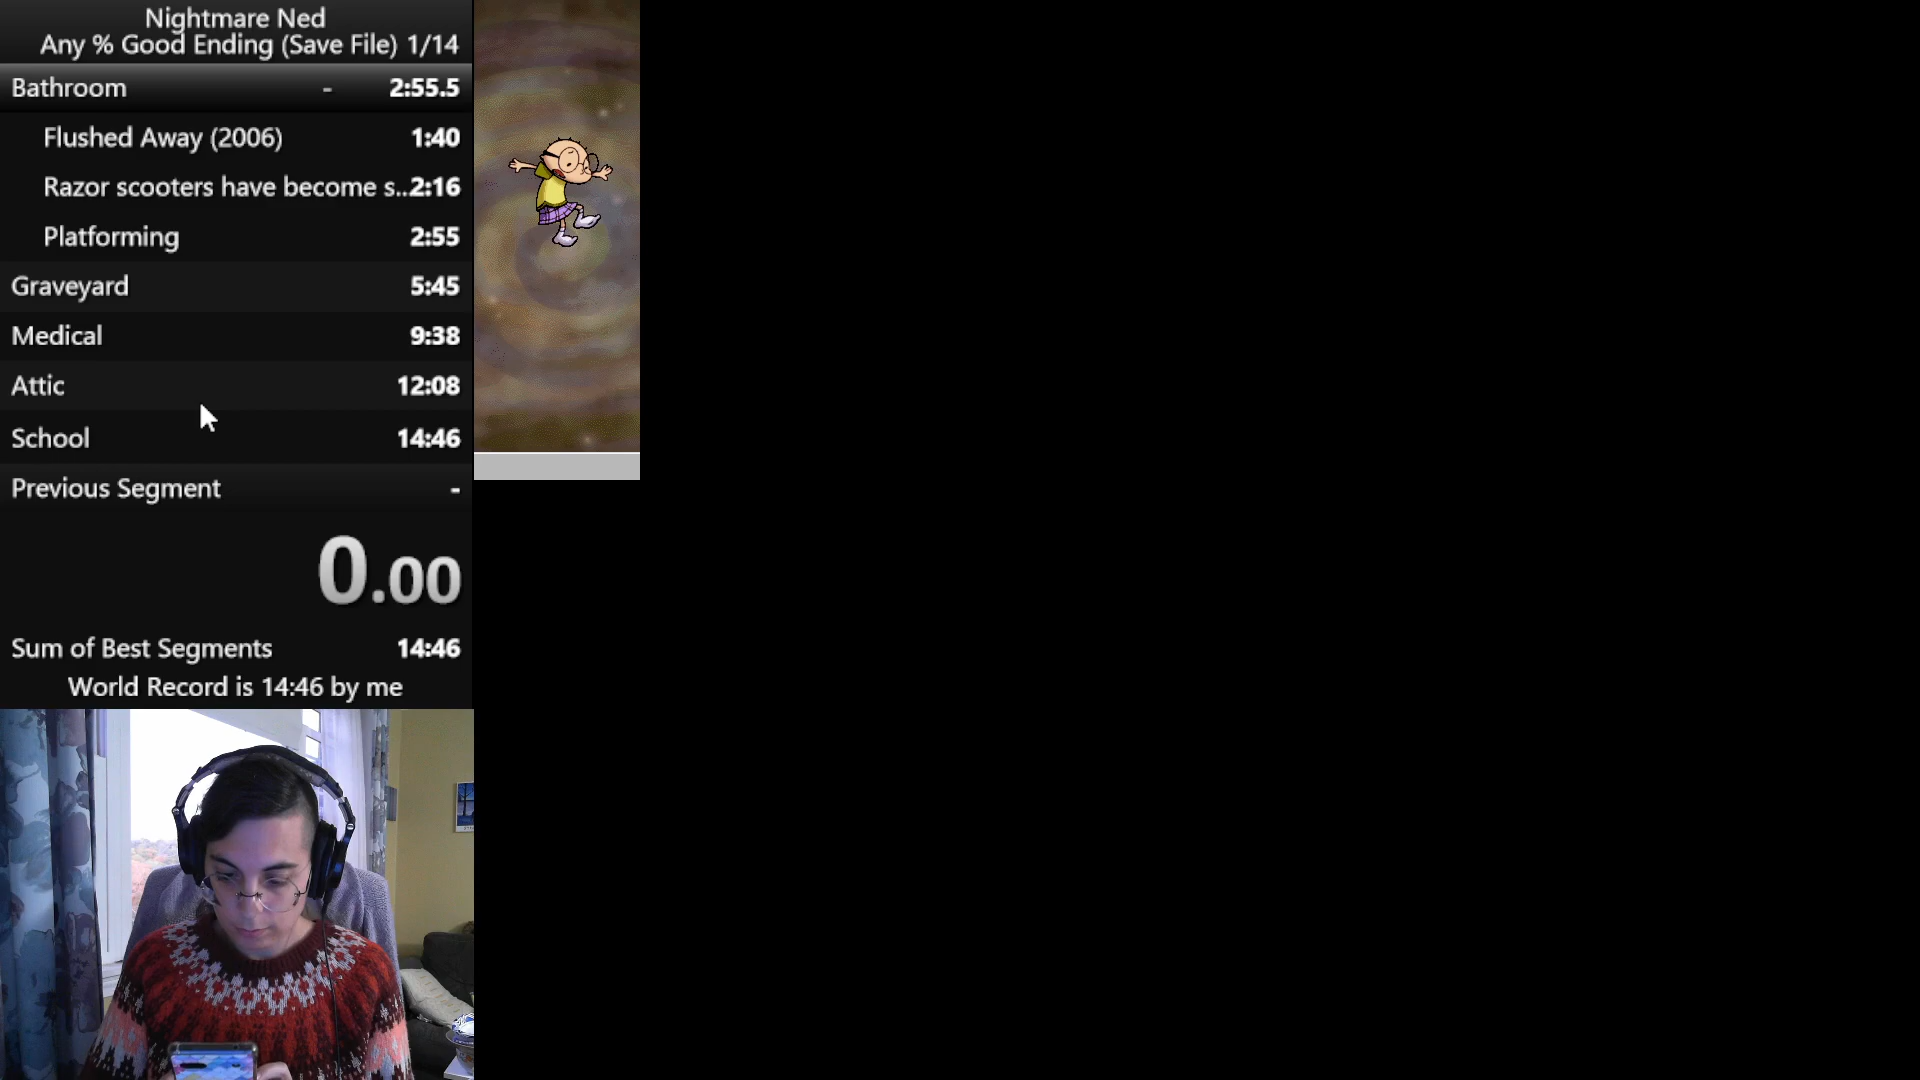 Nightmare Ned
Any % Good Ending (Save File) 1/14
Bathroom - 2:55.5
Flushed Away (2006) 1:40
Razor scooters have become s... 2:16
Platforming 2:55
Graveyard 5:45
Medical 9:38
Attic 12:08
School 14:46
Previous Segment -
0.00
Sum of Best Segments 14:46
World Record is 14:46 by me